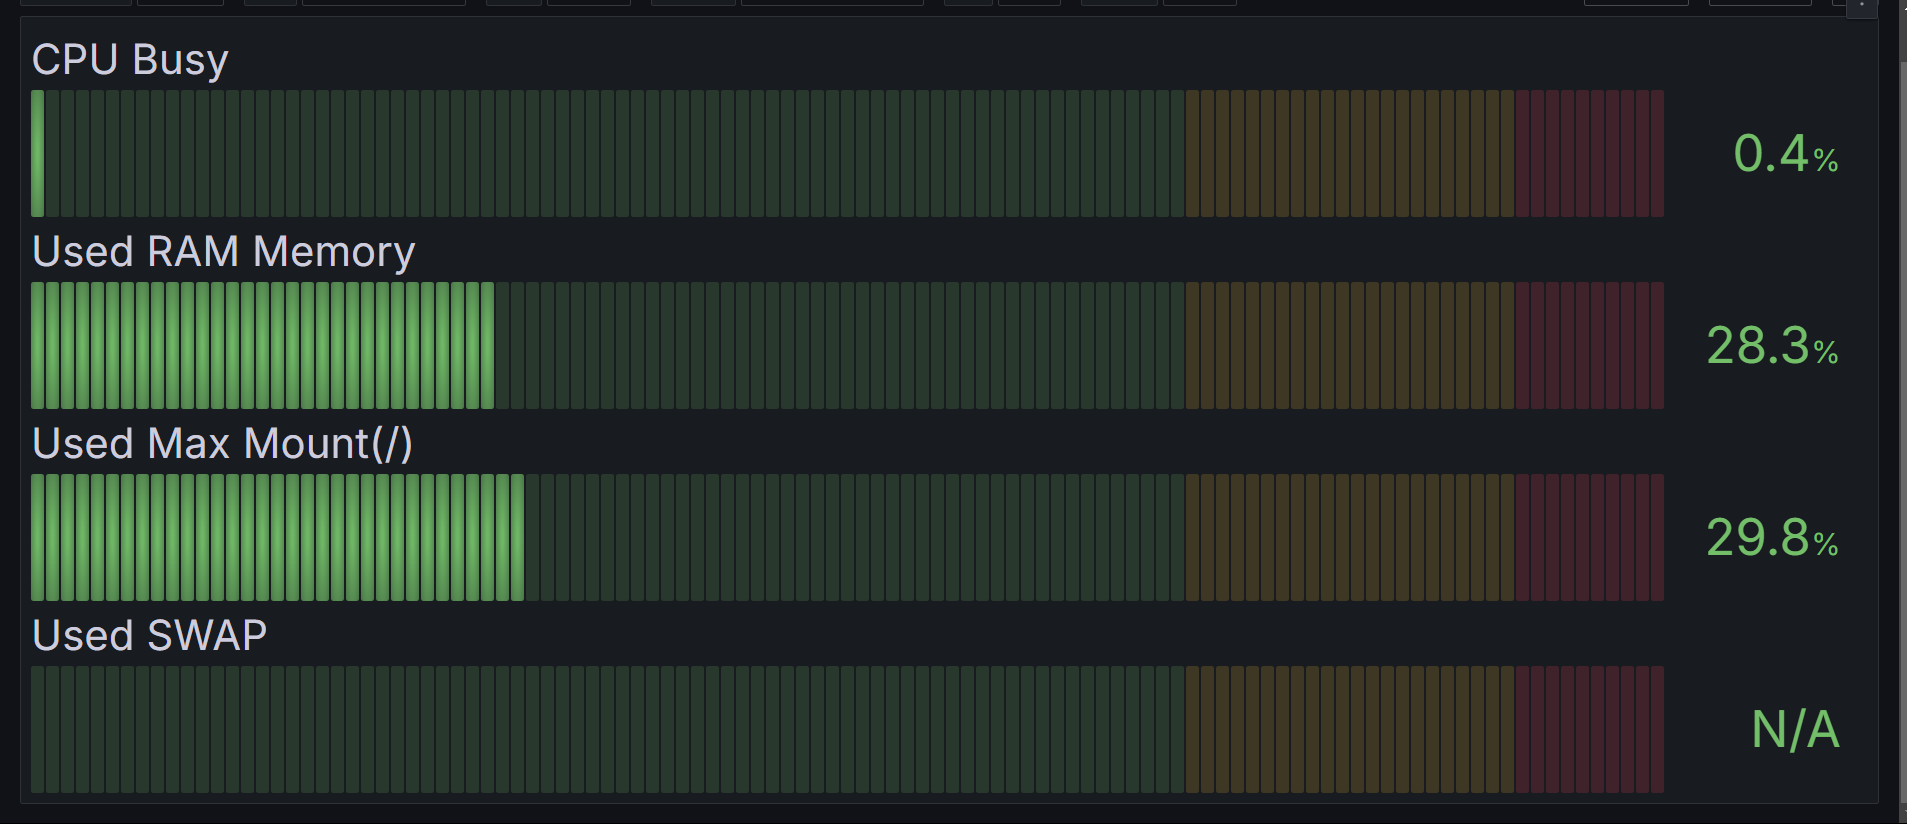 CPU Busy
0.4%
Used RAM Memory
28.3%
Used Max Mount(/)
29.8%
Used SWAP
N/A